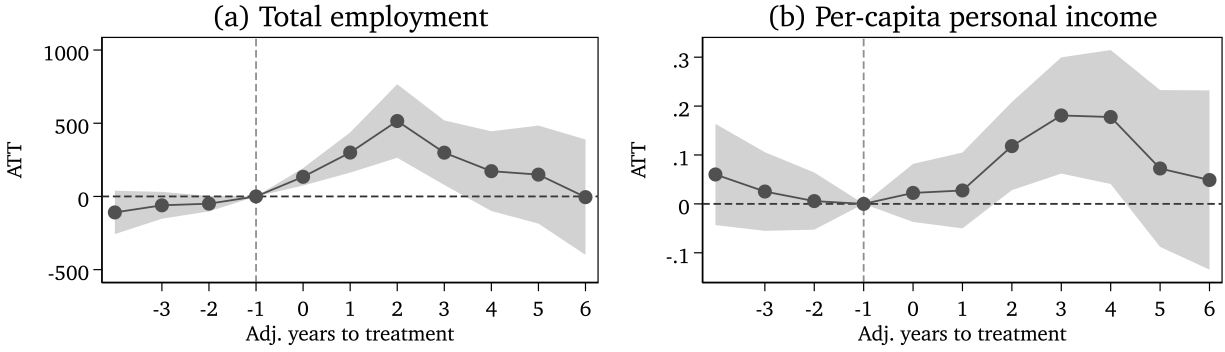 (a) Total employment
1000
500
0
-500
ATT
-3 -2 -1 0 1 2 3 4 5 6
Adj. years to treatment
(b) Per-capita personal income
.3
.2
.1
0
-.1
ATT
-3 -2 -1 0 1 2 3 4 5 6
Adj. years to treatment